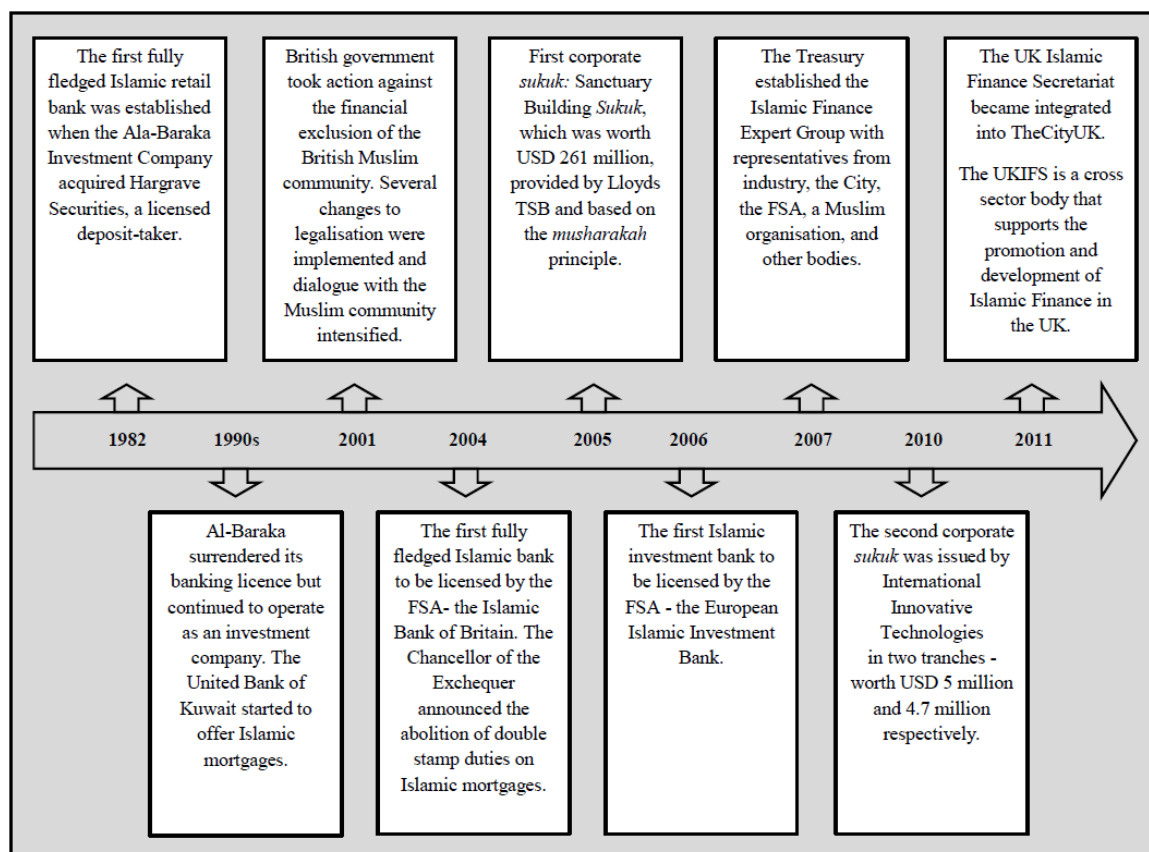 The first fully
fledged Islamic retail
bank was established
when the Ala-Baraka
Investment Company
acquired Hargrave
Securities, a licensed
deposit-taker.
British government
took action against
the financial
exclusion of the
British Muslim
community. Several
changes to
legalisation were
implemented and
dialogue with the
Muslim community
intensified.
First corporate
sukuk: Sanctuary
Building Sukuk,
which was worth
USD 261 million,
provided by Lloyds
TSB and based on
the musharakah
principle.
The Treasury
established the
Islamic Finance
Expert Group with
representatives from
industry, the City,
the FSA, a Muslim
organisation, and
other bodies.
The UK Islamic
Finance Secretariat
became integrated
into TheCityUK.
The UKIFS is a cross
sector body that
supports the
promotion and
development of
Islamic Finance in
the UK.
1982 1990s 2001 2004 2005 2006 2007 2010 2011
Al-Baraka
surrendered its
banking licence but
continued to operate
as an investment
company. The
United Bank of
Kuwait started to
offer Islamic
mortgages.
The first fully
fledged Islamic bank
to be licensed by the
FSA- the Islamic
Bank of Britain. The
Chancellor of the
Exchequer
announced the
abolition of double
stamp duties on
Islamic mortgages.
The first Islamic
investment bank to
be licensed by the
FSA - the European
Islamic Investment
Bank.
The second corporate
sukuk was issued by
International
Innovative
Technologies
in two tranches -
worth USD 5 million
and 4.7 million
respectively.